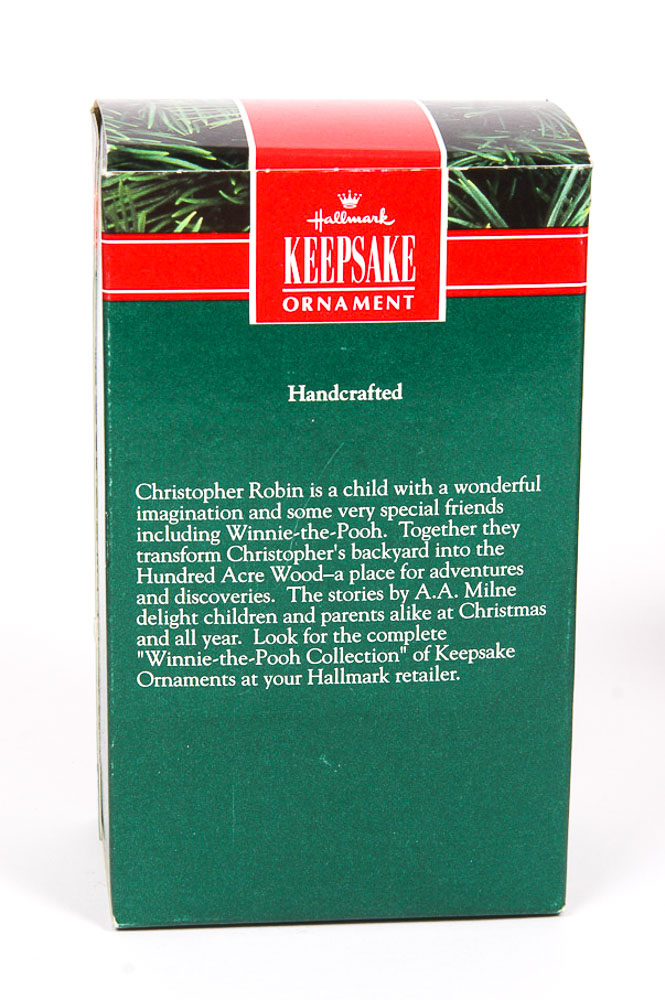 Hallmark
KEEPSAKE
ORNAMENT
Handcrafted
Christopher Robin is a child with a wonderful
imagination and some very special friends
including Winnie-the-Pooh. Together they
transform Christopher's backyard into the
Hundred Acre Wood–a place for adventures
and discoveries. The stories by A.A. Milne
delight children and parents alike at Christmas
and all year. Look for the complete
"Winnie-the-Pooh Collection" of Keepsake
Ornaments at your Hallmark retailer.